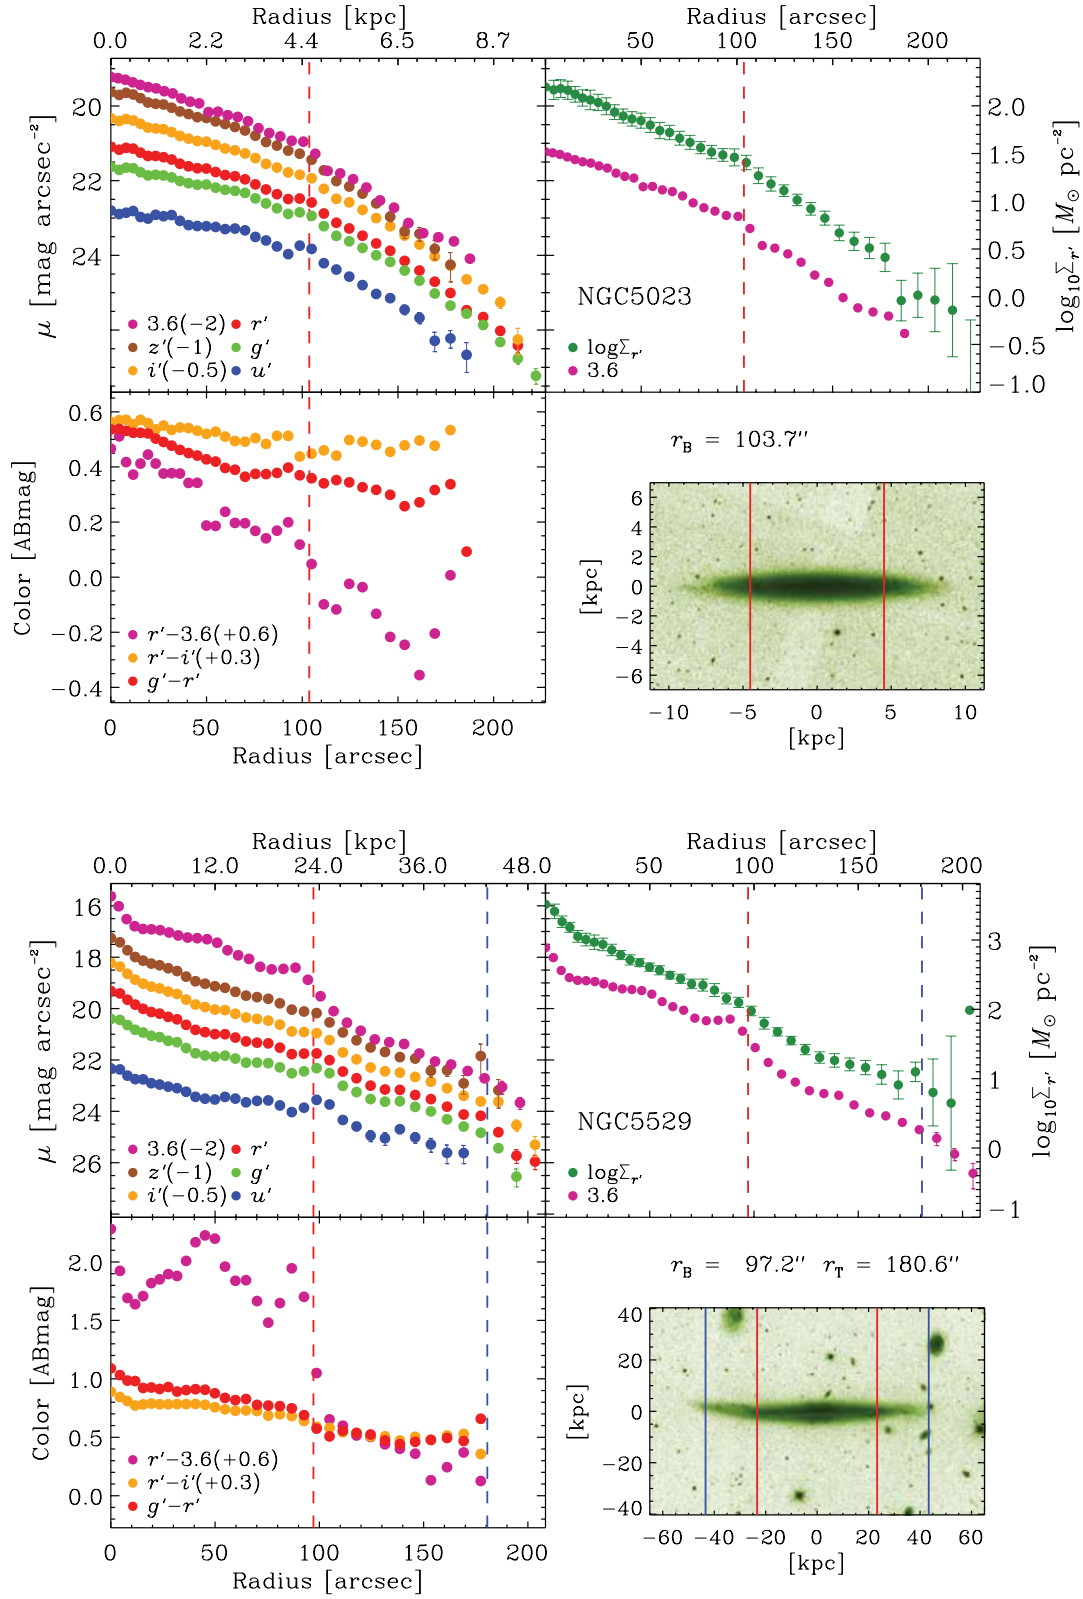 Radius [kpc] Radius [arcsec]
0.0 2.2 4.4 6.5 8.7 50 100 150 200
20
22
24
μ [mag arcsec⁻²]
3.6(−2) r′
z′(−1) g′
i′(−0.5) u′
NGC5023
log Σr′
3.6
2.0
1.5
1.0
0.5
0.0
−0.5
−1.0
log₁₀Σr′ [M⊙ pc⁻²]
0.6
0.4
0.2
0.0
−0.2
−0.4
Color [ABmag]
r′−3.6(+0.6)
r′−i′(+0.3)
g′−r′
0 50 100 150 200
Radius [arcsec]
rB = 103.7″
6
4
2
0
−2
−4
−6
[kpc]
−10 −5 0 5 10
[kpc]
Radius [kpc] Radius [arcsec]
0.0 12.0 24.0 36.0 48.0 50 100 150 200
16
18
20
22
24
26
μ [mag arcsec⁻²]
3.6(−2) r′
z′(−1) g′
i′(−0.5) u′
NGC5529
log Σr′
3.6
3
2
1
0
−1
log₁₀Σr′ [M⊙ pc⁻²]
2.0
1.5
1.0
0.5
0.0
Color [ABmag]
r′−3.6(+0.6)
r′−i′(+0.3)
g′−r′
0 50 100 150 200
Radius [arcsec]
rB = 97.2″ rT = 180.6″
40
20
0
−20
−40
[kpc]
−60 −40 −20 0 20 40 60
[kpc]